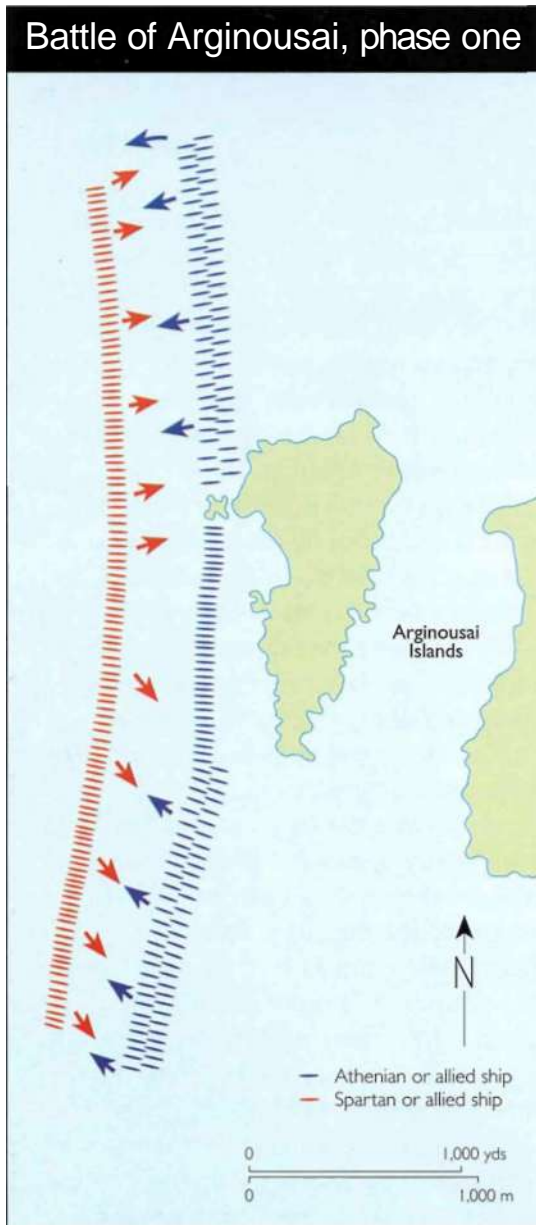 Battle of Arginousai, phase one
Arginousai
Islands
N
Athenian or allied ship
Spartan or allied ship
0 1,000 yds
0 1,000 m